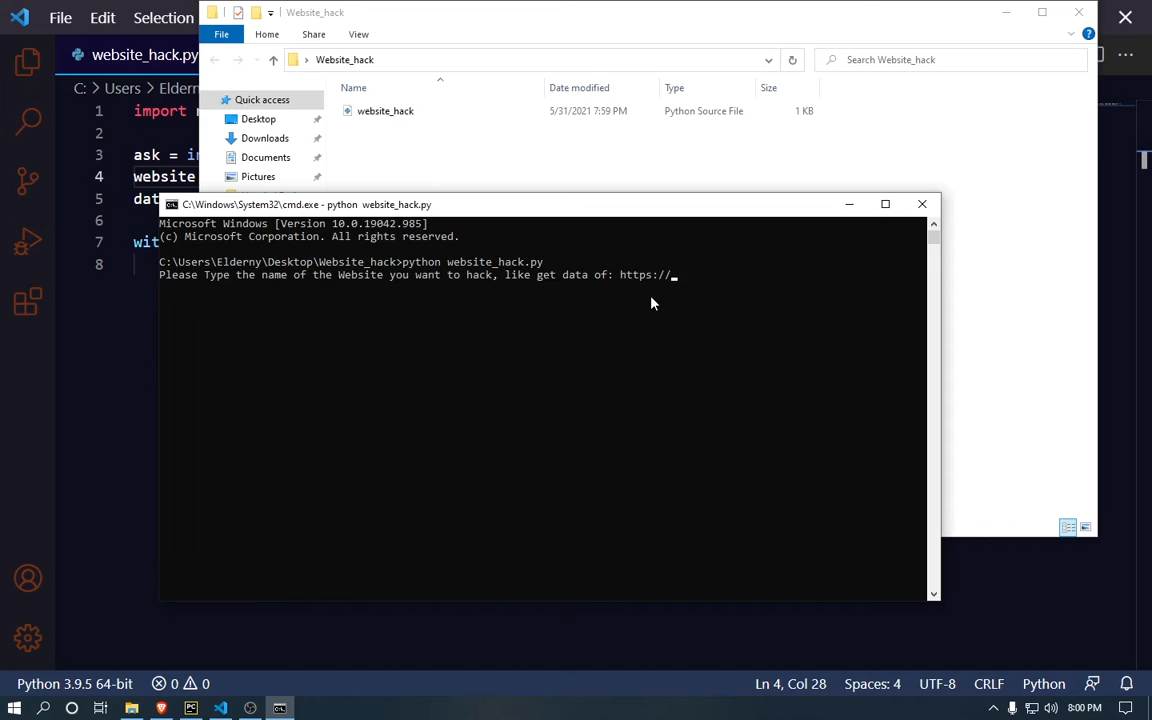 File Edit Selection
Website_hack
File Home Share View
website_hack.py
Website_hack
Search Website_hack
C: > Users > Eldern
Name Date modified Type Size
Quick access
Desktop
Downloads
Documents
Pictures
website_hack 5/31/2021 7:59 PM Python Source File 1 KB
1 import
2
3 ask = in
4 website
5 dat
6
7 wit
8
C:\Windows\System32\cmd.exe - python website_hack.py
Microsoft Windows [Version 10.0.19042.985]
(c) Microsoft Corporation. All rights reserved.
C:\Users\Elderny\Desktop\Website_hack>python website_hack.py
Please Type the name of the Website you want to hack, like get data of: https://_
Python 3.9.5 64-bit 0 0 Ln 4, Col 28 Spaces: 4 UTF-8 CRLF Python
PC
8:00 PM